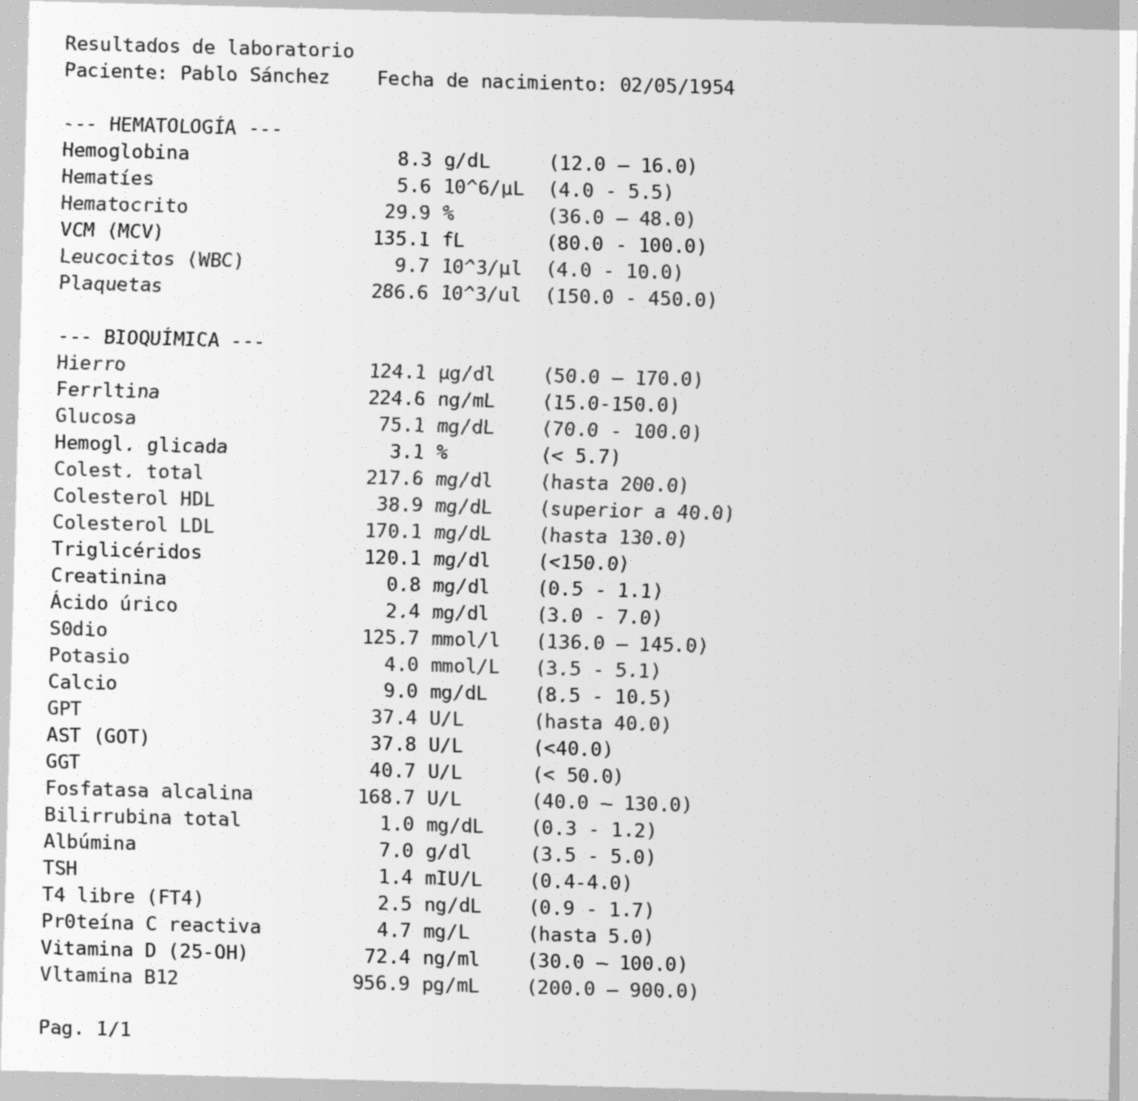 Resultados de laboratorio
Paciente: Pablo Sánchez    Fecha de nacimiento: 02/05/1954

--- HEMATOLOGÍA ---
Hemoglobina 8.3 g/dL (12.0 – 16.0)
Hematíes 5.6 10^6/µL (4.0 - 5.5)
Hematocrito 29.9 % (36.0 – 48.0)
VCM (MCV) 135.1 fL (80.0 - 100.0)
Leucocitos (WBC) 9.7 10^3/µl (4.0 - 10.0)
Plaquetas 286.6 10^3/ul (150.0 - 450.0)

--- BIOQUÍMICA ---
Hierro 124.1 µg/dl (50.0 – 170.0)
Ferrltina 224.6 ng/mL (15.0-150.0)
Glucosa 75.1 mg/dL (70.0 - 100.0)
Hemogl. glicada 3.1 % (< 5.7)
Colest. total 217.6 mg/dl (hasta 200.0)
Colesterol HDL 38.9 mg/dL (superior a 40.0)
Colesterol LDL 170.1 mg/dL (hasta 130.0)
Triglicéridos 120.1 mg/dl (<150.0)
Creatinina 0.8 mg/dl (0.5 - 1.1)
Ácido úrico 2.4 mg/dl (3.0 - 7.0)
S0dio 125.7 mmol/l (136.0 – 145.0)
Potasio 4.0 mmol/L (3.5 - 5.1)
Calcio 9.0 mg/dL (8.5 - 10.5)
GPT 37.4 U/L (hasta 40.0)
AST (GOT) 37.8 U/L (<40.0)
GGT 40.7 U/L (< 50.0)
Fosfatasa alcalina 168.7 U/L (40.0 – 130.0)
Bilirrubina total 1.0 mg/dL (0.3 - 1.2)
Albúmina 7.0 g/dl (3.5 - 5.0)
TSH 1.4 mIU/L (0.4-4.0)
T4 libre (FT4) 2.5 ng/dL (0.9 - 1.7)
Pr0teína C reactiva 4.7 mg/L (hasta 5.0)
Vitamina D (25-OH) 72.4 ng/ml (30.0 – 100.0)
Vltamina B12 956.9 pg/mL (200.0 – 900.0)

Pag. 1/1